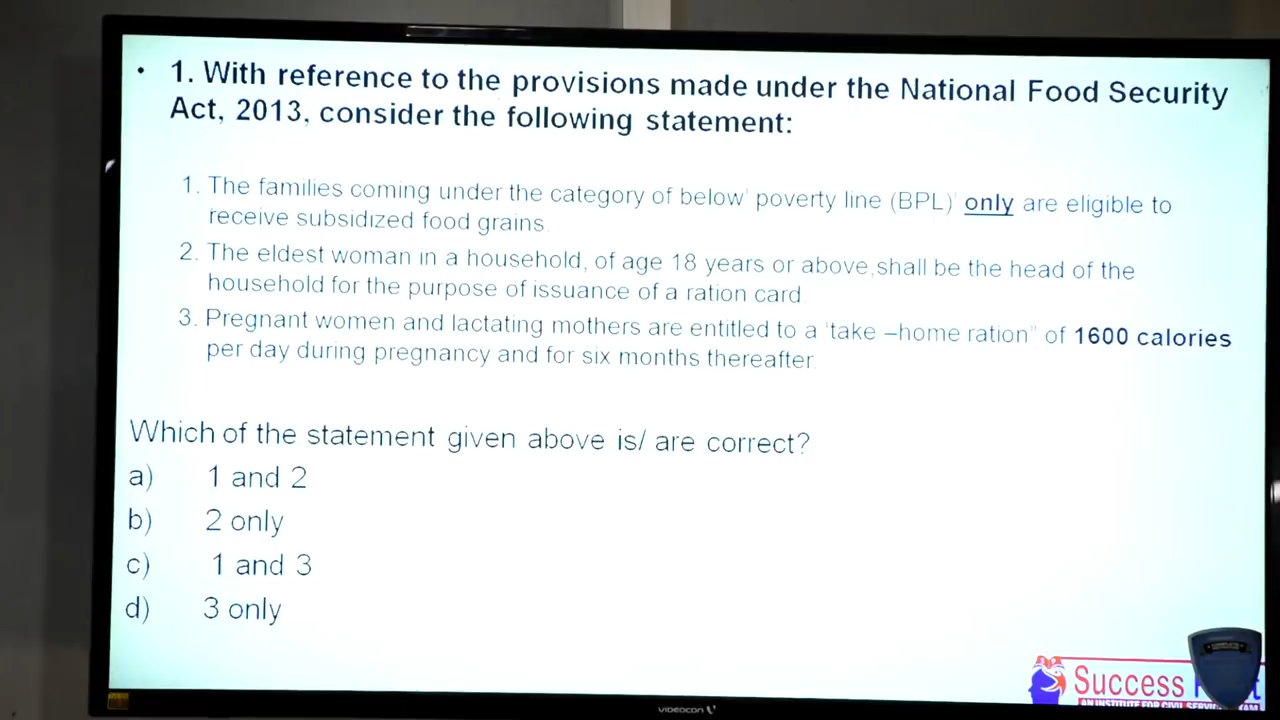 • 1. With reference to the provisions made under the National Food Security
Act, 2013, consider the following statement:
1. The families coming under the category of below' poverty line (BPL)' only are eligible to
receive subsidized food grains.
2. The eldest woman in a household, of age 18 years or above,shall be the head of the
household for the purpose of issuance of a ration card
3. Pregnant women and lactating mothers are entitled to a 'take –home ration" of 1600 calories
per day during pregnancy and for six months thereafter.
Which of the statement given above is/ are correct?
a) 1 and 2
b) 2 only
c) 1 and 3
d) 3 only
Success
AN INSTITUTE FOR CIVIL
VIDEOCON